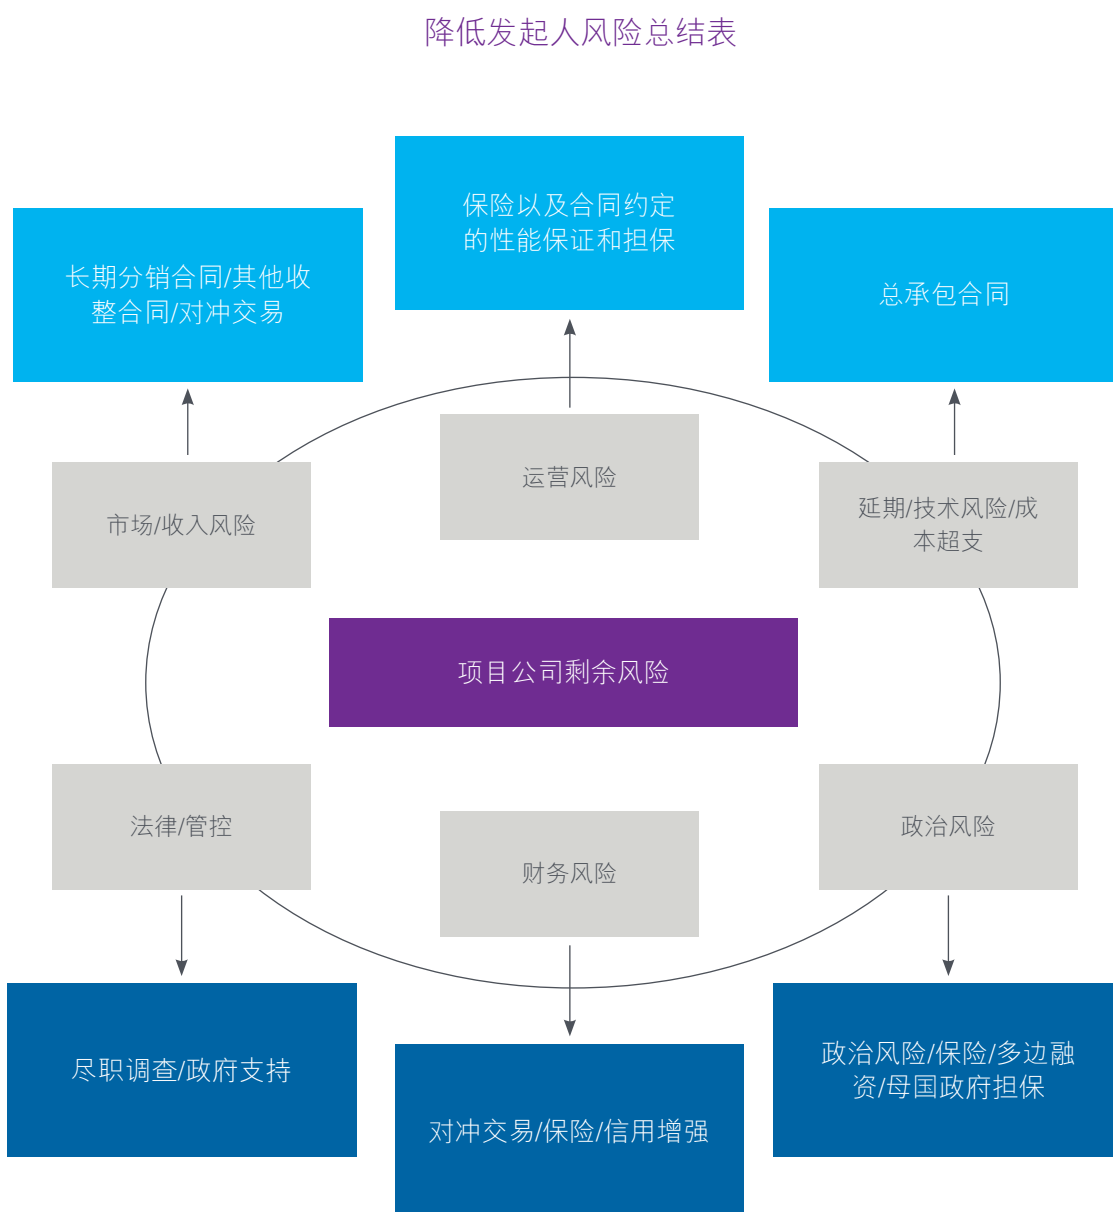 降低发起人风险总结表
保险以及合同约定
的性能保证和担保
长期分销合同/其他收
整合同/对冲交易
总承包合同
运营风险
市场/收入风险
延期/技术风险/成
本超支
项目公司剩余风险
法律/管控
财务风险
政治风险
尽职调查/政府支持
对冲交易/保险/信用增强
政治风险/保险/多边融
资/母国政府担保